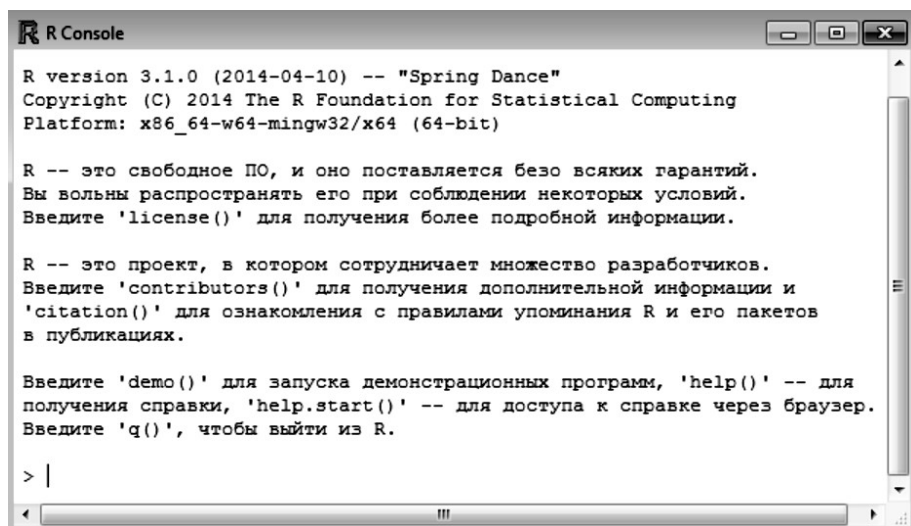 R Console
R version 3.1.0 (2014-04-10) -- "Spring Dance"
Copyright (C) 2014 The R Foundation for Statistical Computing
Platform: x86_64-w64-mingw32/x64 (64-bit)
R -- это свободное ПО, и оно поставляется безо всяких гарантий.
Вы вольны распространять его при соблюдении некоторых условий.
Введите 'license()' для получения более подробной информации.
R -- это проект, в котором сотрудничает множество разработчиков.
Введите 'contributors()' для получения дополнительной информации и
'citation()' для ознакомления с правилами упоминания R и его пакетов
в публикациях.
Введите 'demo()' для запуска демонстрационных программ, 'help()' -- для
получения справки, 'help.start()' -- для доступа к справке через браузер.
Введите 'q()', чтобы выйти из R.
>